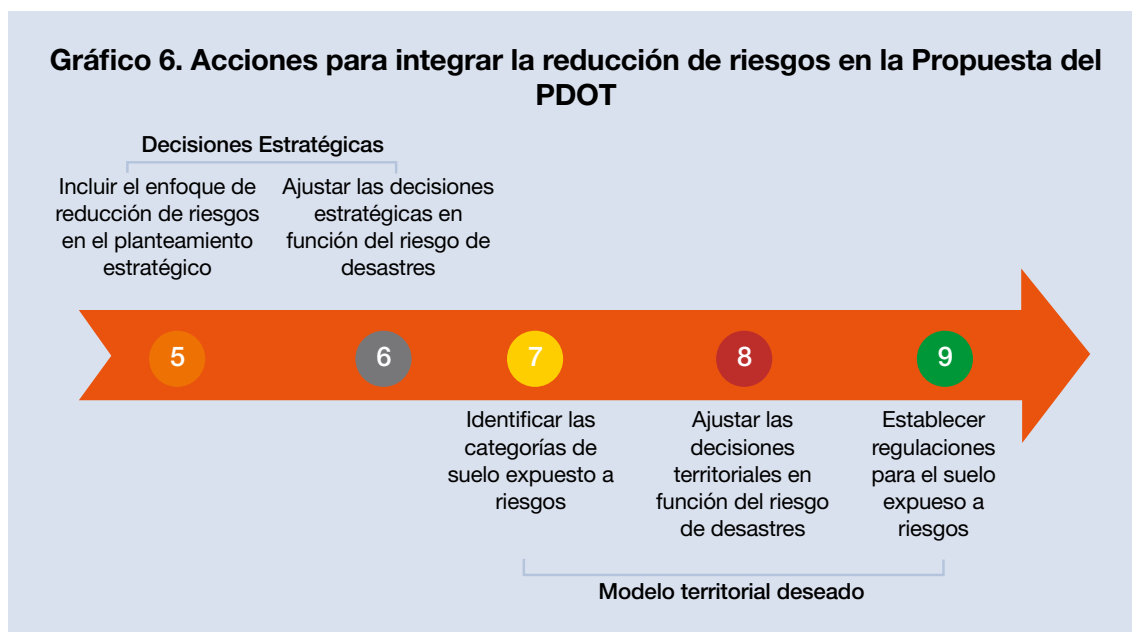 Gráfico 6. Acciones para integrar la reducción de riesgos en la Propuesta del
PDOT
Decisiones Estratégicas
Incluir el enfoque de
reducción de riesgos
en el planteamiento
estratégico
Ajustar las decisiones
estratégicas en
función del riesgo de
desastres
5
6
7
8
9
Identificar las
categorías de
suelo expuesto a
riesgos
Ajustar las
decisiones
territoriales en
función del riesgo
de desastres
Establecer
regulaciones
para el suelo
expueso a
riesgos
Modelo territorial deseado